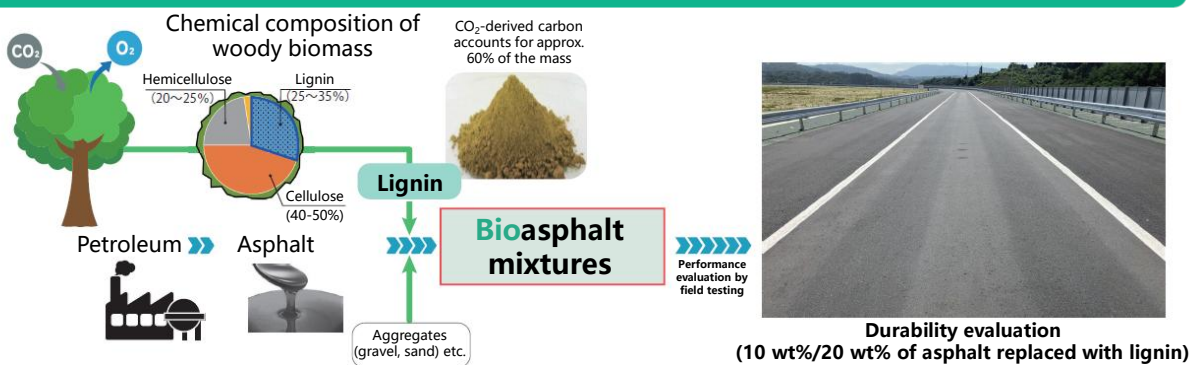 Chemical composition of
woody biomass
CO₂
O₂
Hemicellulose
(20～25%)
Lignin
(25～35%)
Cellulose
(40-50%)
CO₂-derived carbon
accounts for approx.
60% of the mass
Lignin
Petroleum
Asphalt
Bioasphalt
mixtures
Aggregates
(gravel, sand) etc.
Performance
evaluation by
field testing
Durability evaluation
(10 wt%/20 wt% of asphalt replaced with lignin)